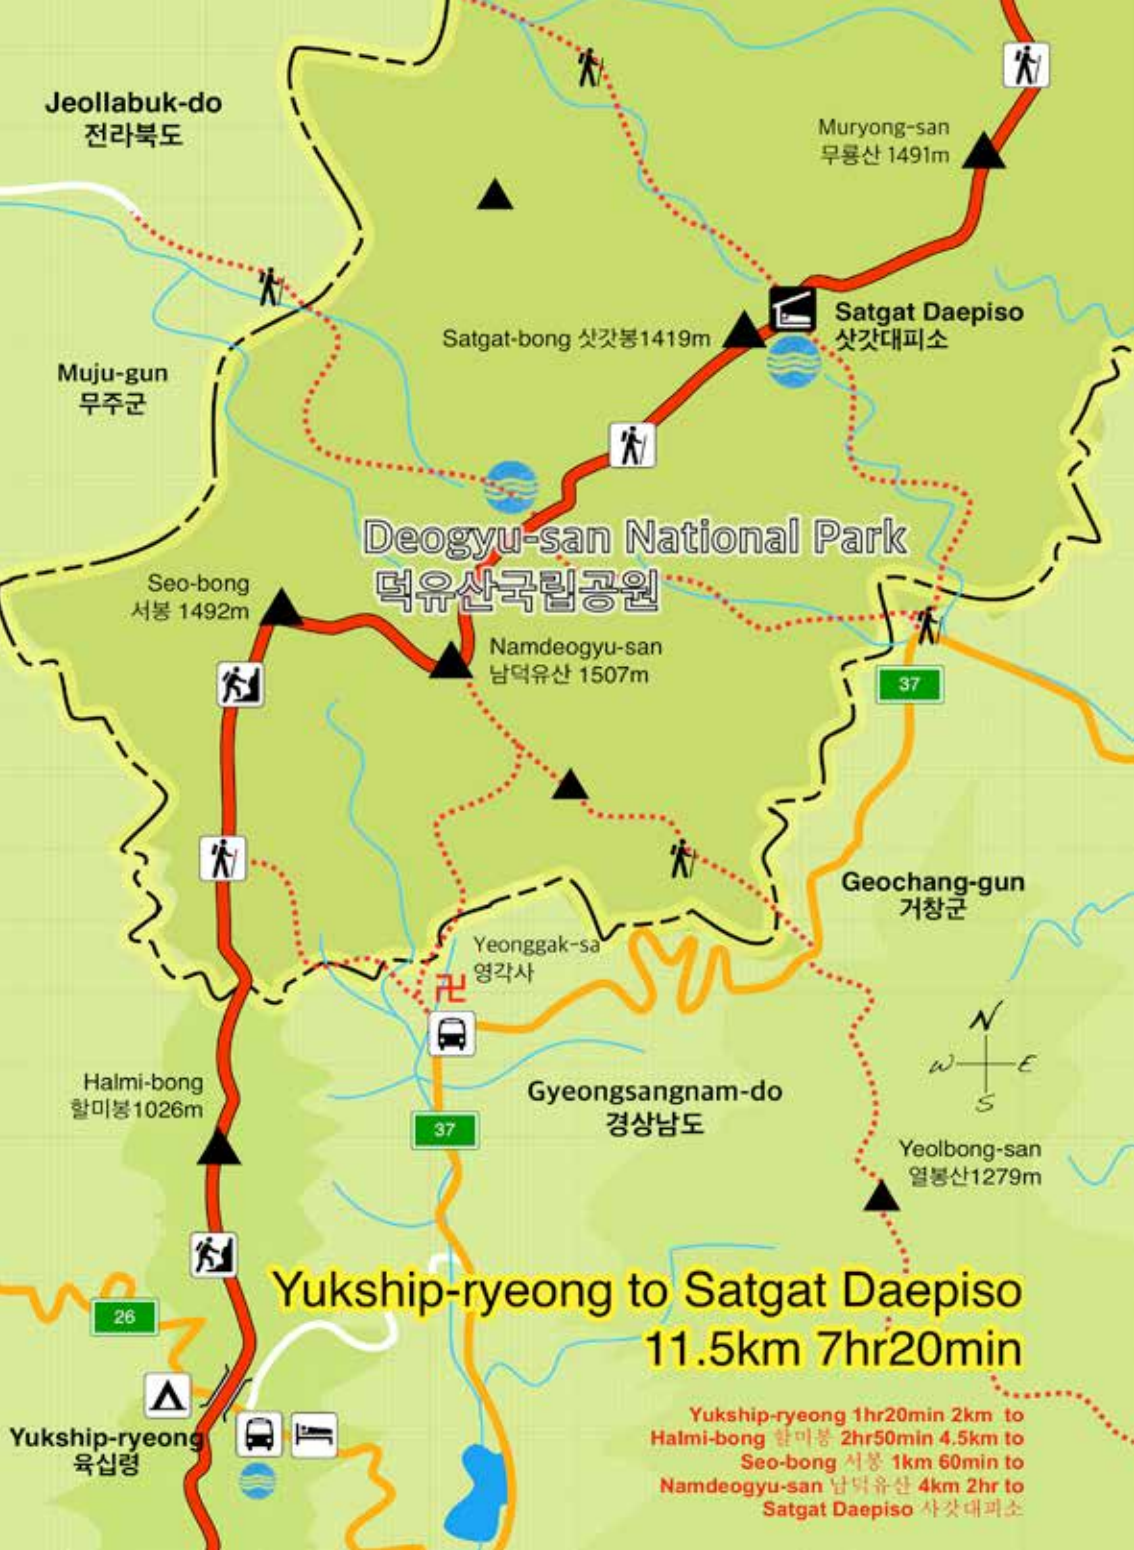 Jeollabuk-do
전라북도
Muryong-san
무룡산 1491m
Satgat Daepiso
삿갓대피소
Satgat-bong 삿갓봉1419m
Muju-gun
무주군
Deogyu-san National Park
덕유산국립공원
Seo-bong
서봉 1492m
Namdeogyu-san
남덕유산 1507m
37
Geochang-gun
거창군
Yeonggak-sa
영각사
N
W E
S
Halmi-bong
할미봉1026m
Gyeongsangnam-do
경상남도
37
Yeolbong-san
열봉산1279m
Yukship-ryeong to Satgat Daepiso
11.5km 7hr20min
26
Yukship-ryeong
육십령
Yukship-ryeong 1hr20min 2km to
Halmi-bong 할미봉 2hr50min 4.5km to
Seo-bong 서봉 1km 60min to
Namdeogyu-san 남덕유산 4km 2hr to
Satgat Daepiso 사갓대피소